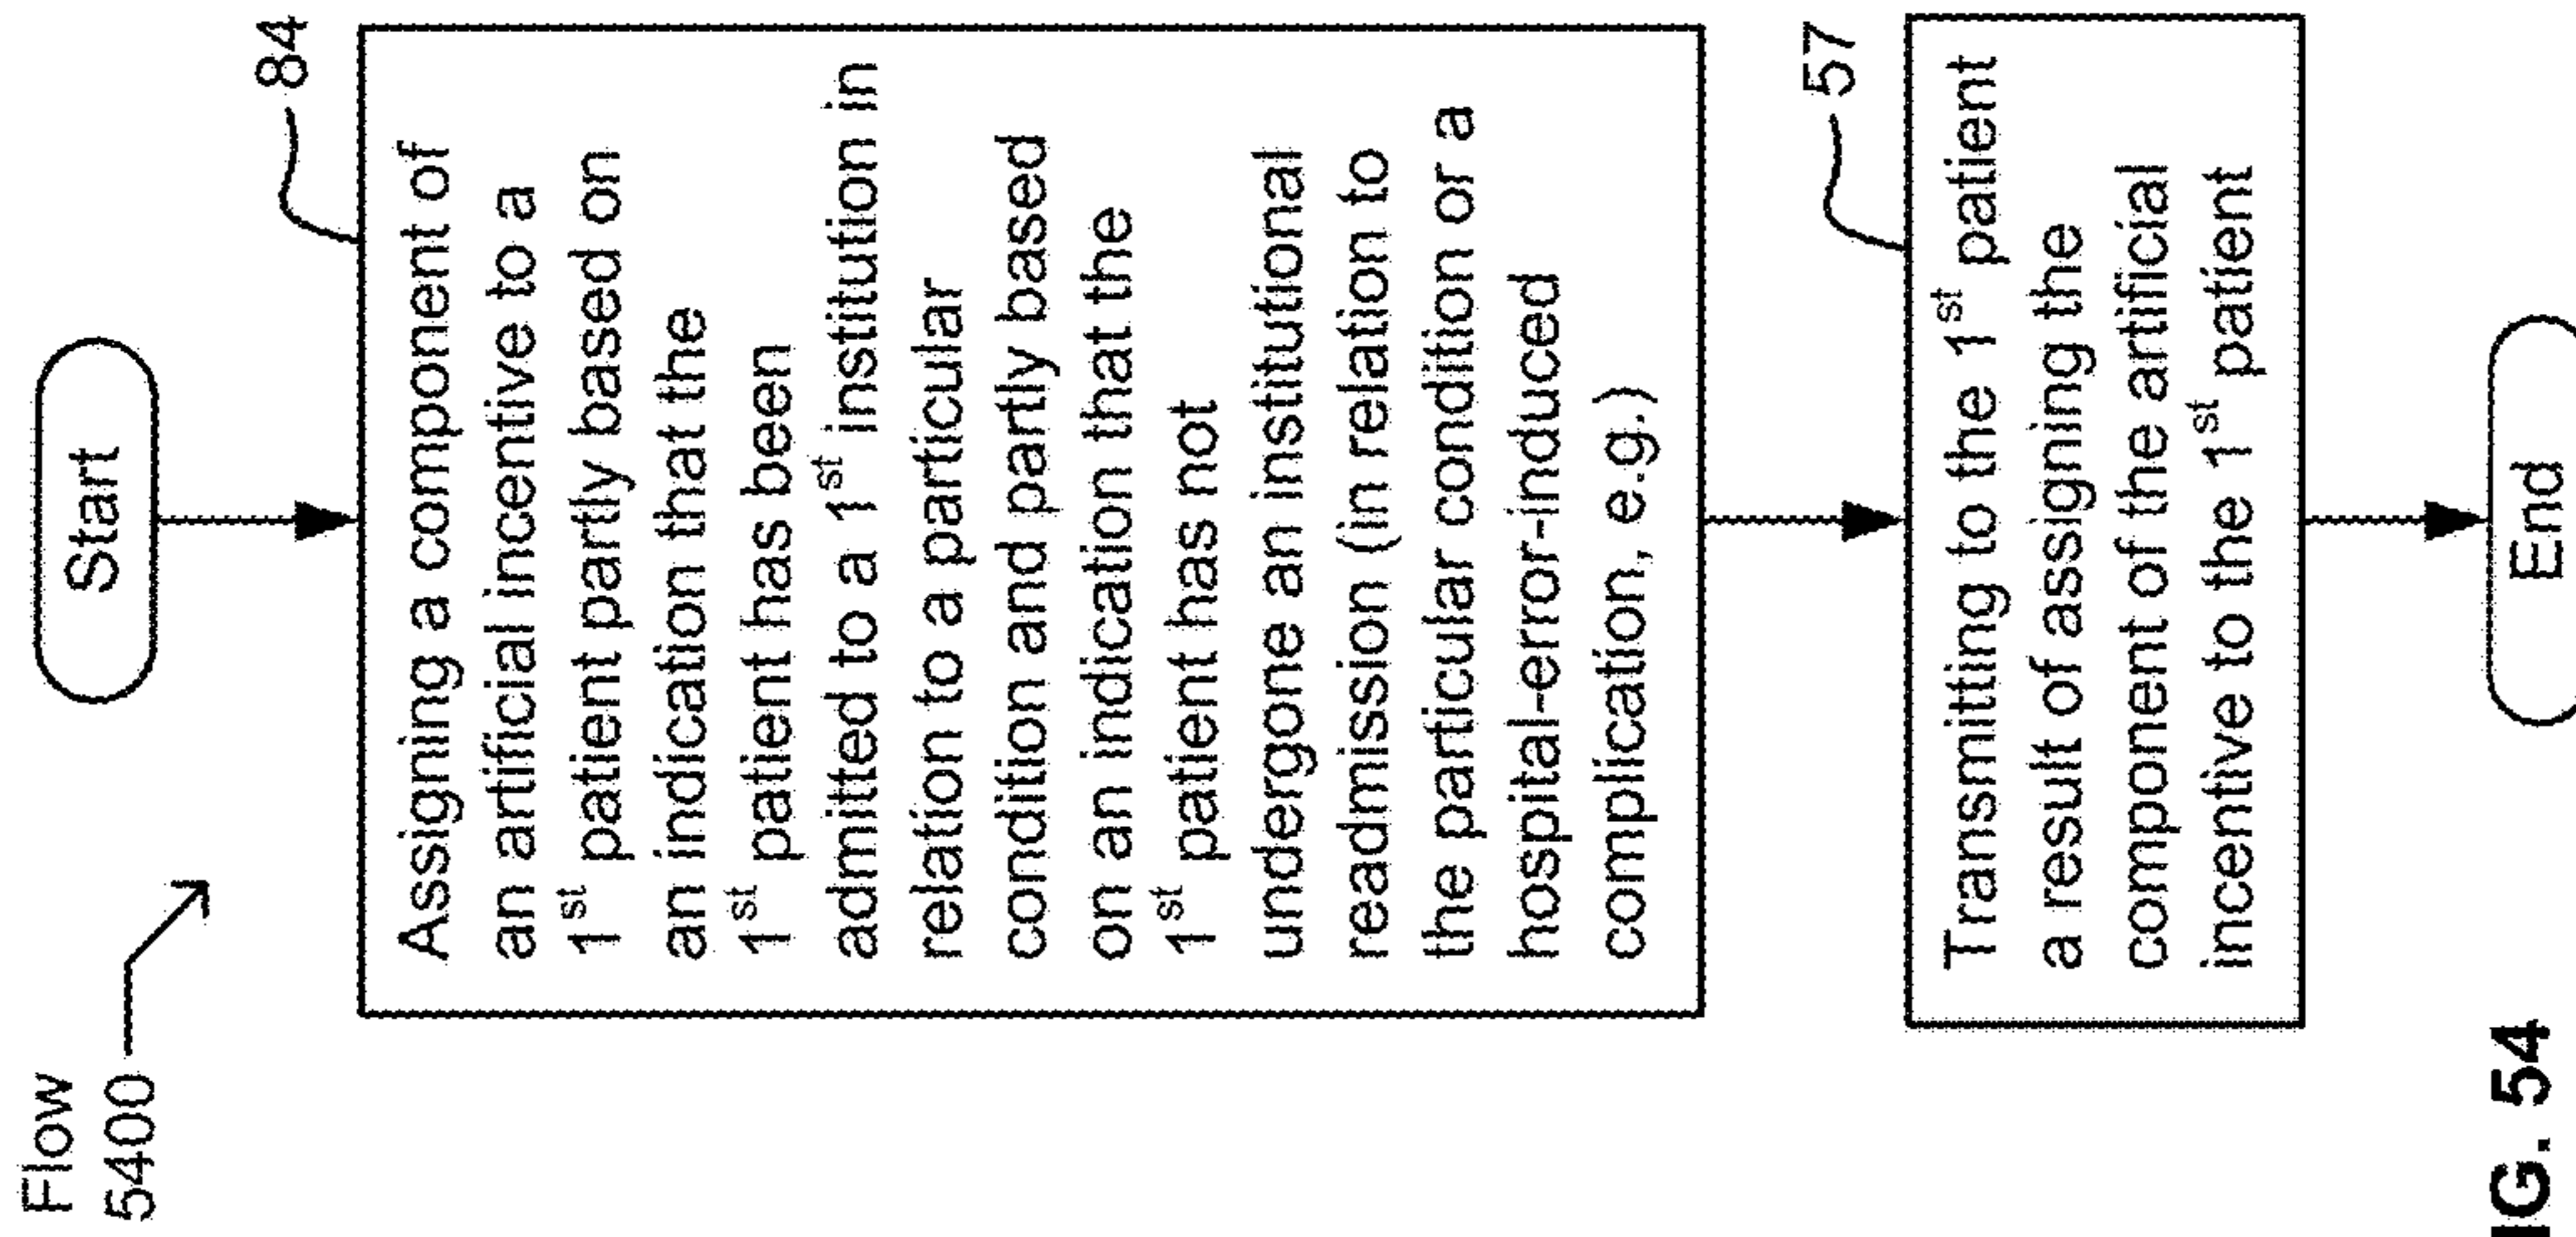 Flow
5400
Start
84
Assigning a component of
an artificial incentive to a
1st patient partly based on
an indication that the
1st patient has been
admitted to a 1st institution in
relation to a particular
condition and partly based
on an indication that the
1st patient has not
undergone an institutional
readmission (in relation to
the particular condition or a
hospital-error-induced
complication, e.g.)
57
Transmitting to the 1st patient
a result of assigning the
component of the artificial
incentive to the 1st patient
End
IG. 54